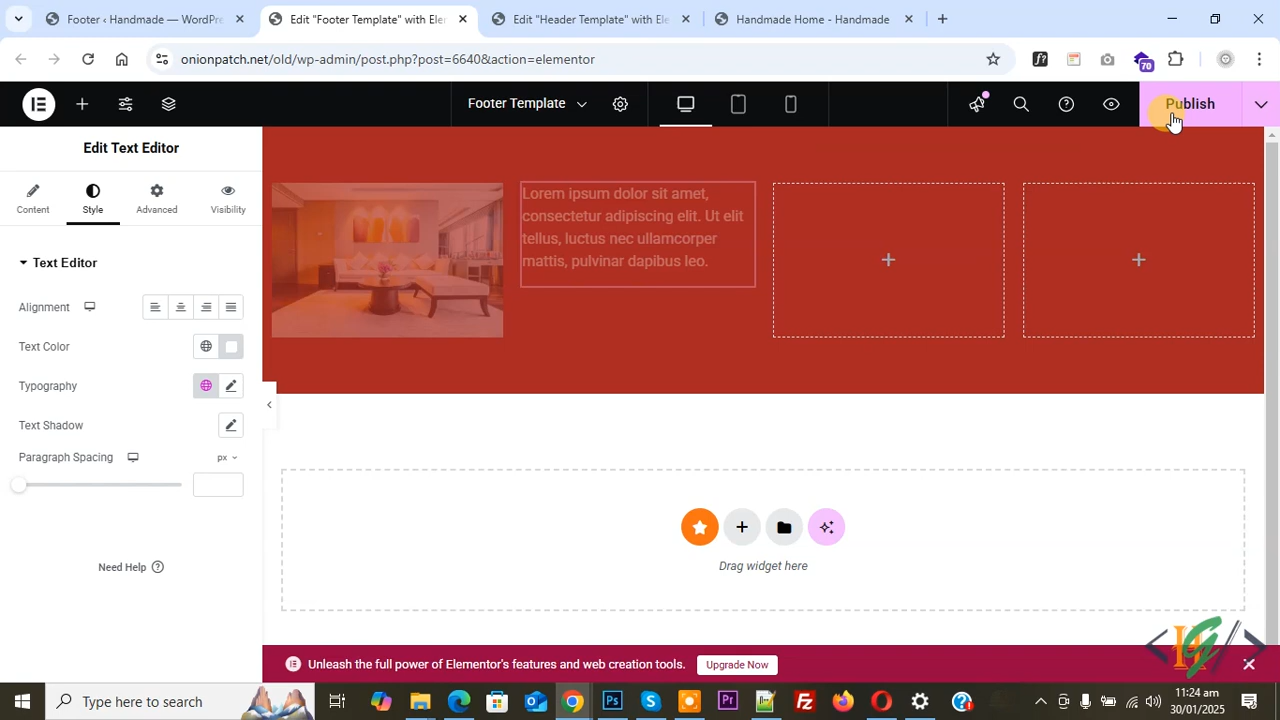 Footer ‹ Handmade — WordPre
Edit "Footer Template" with Eler
Edit "Header Template" with Ele
Handmade Home - Handmade
onionpatch.net/old/wp-admin/post.php?post=6640&action=elementor
70
Footer Template
Publish
Edit Text Editor
Content
Style
Advanced
Visibility
Text Editor
Alignment
Text Color
Typography
Text Shadow
Paragraph Spacing
px
Need Help
Lorem ipsum dolor sit amet,
consectetur adipiscing elit. Ut elit
tellus, luctus nec ullamcorper
mattis, pulvinar dapibus leo.
Drag widget here
Unleash the full power of Elementor's features and web creation tools.
Upgrade Now
Type here to search
11:24 am
30/01/2025